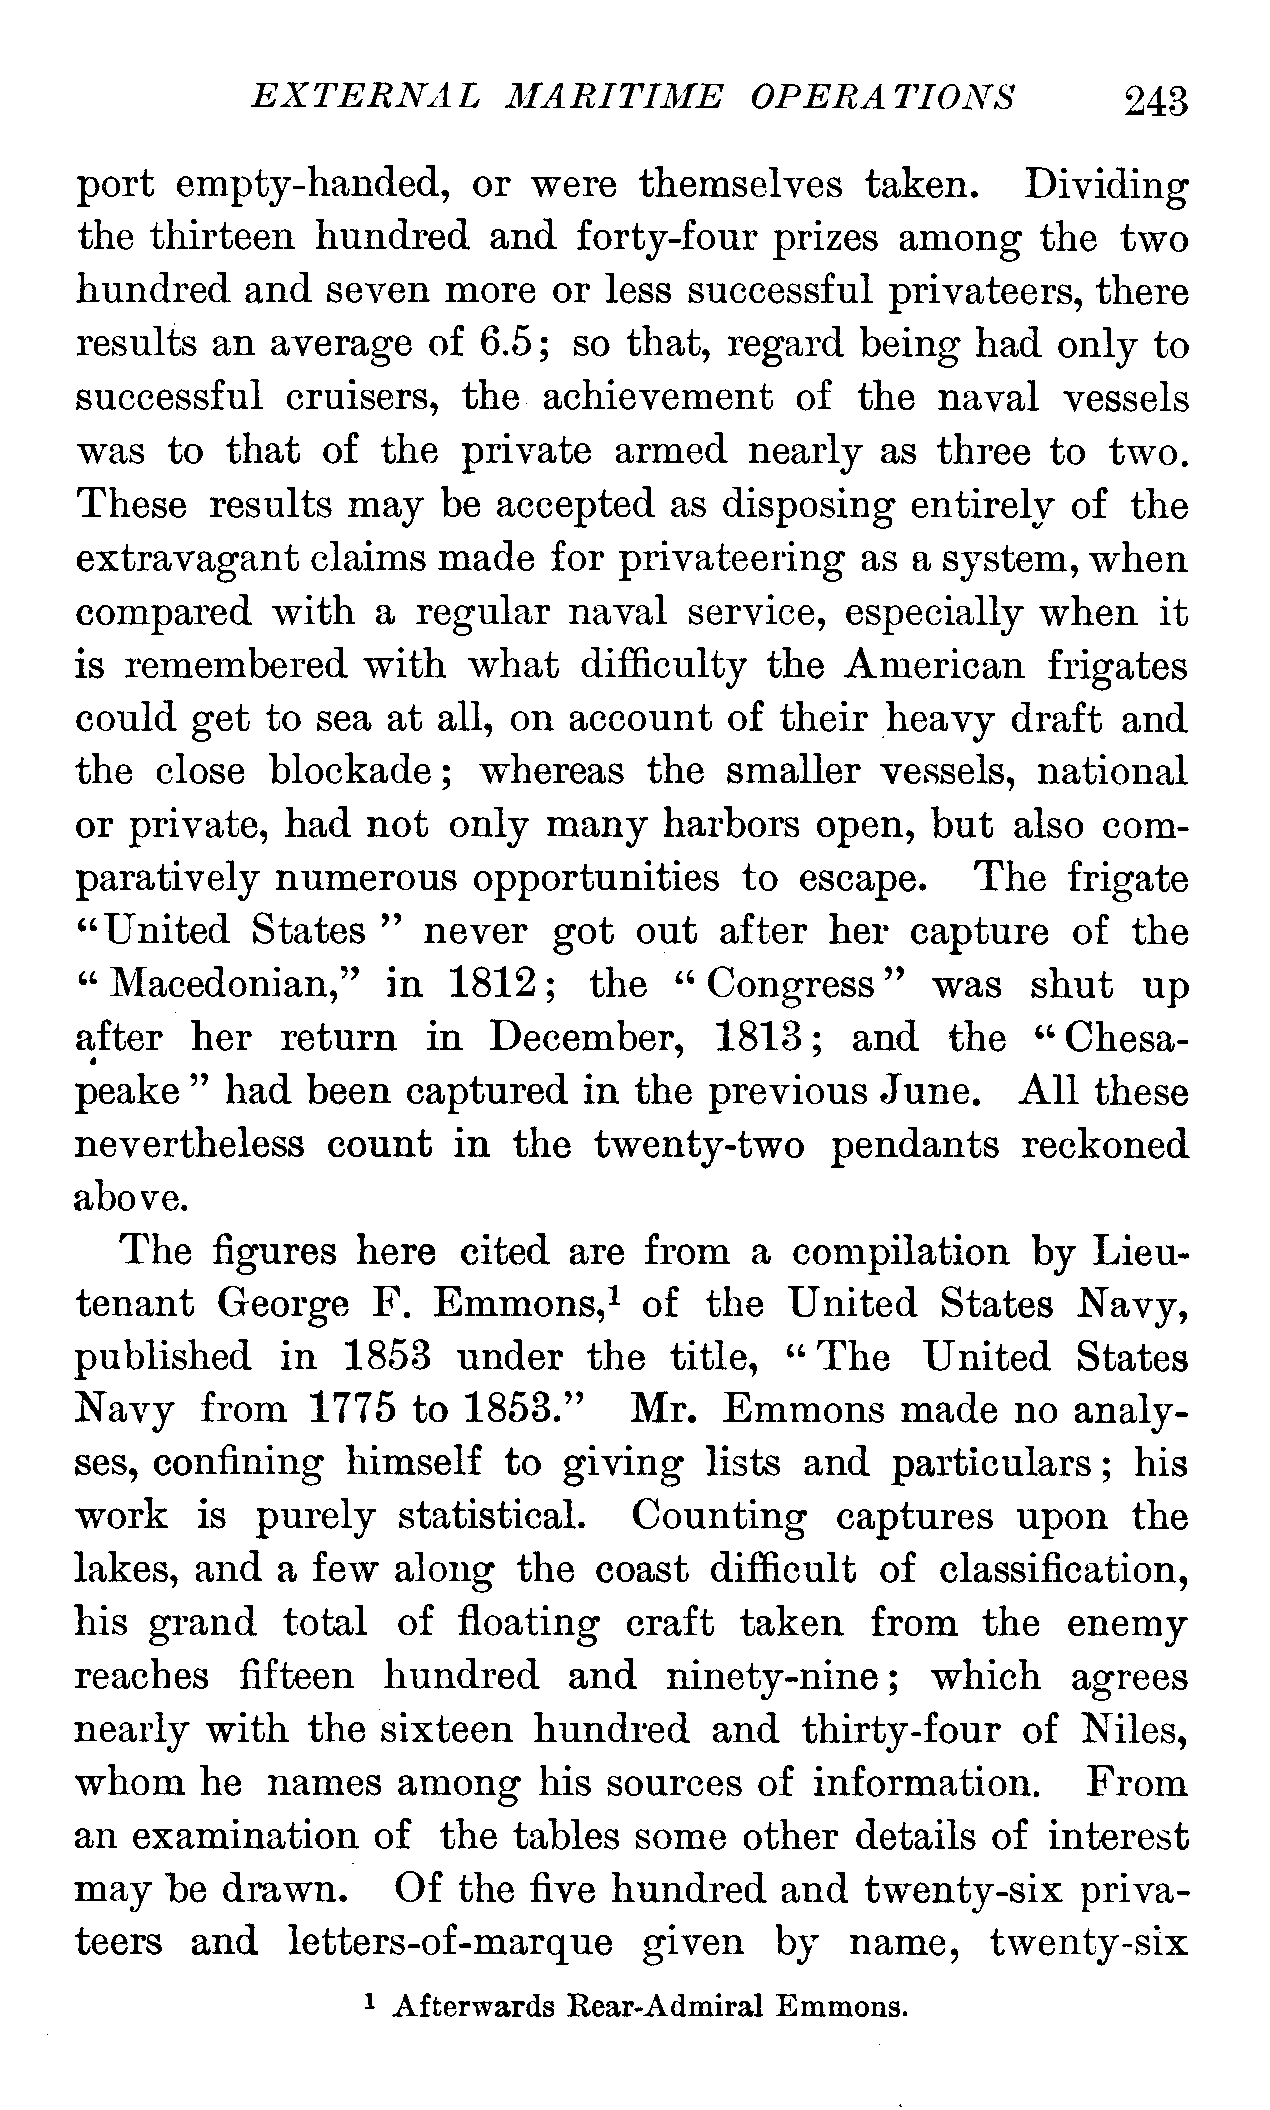 EXTERNAL MARITIME OPERATIONS 243
port empty-handed, or were themselves taken. Dividing
the thirteen hundred and forty-four prizes among the two
hundred and seven more or less successful privateers, there
results an average of 6.5; so that, regard being had only to
successful cruisers, the achievement of the naval vessels
was to that of the private armed nearly as three to two.
These results may be accepted as disposing entirely of the
extravagant claims made for privateering as a system, when
compared with a regular naval service, especially when it
is remembered with what difficulty the American frigates
could get to sea at all, on account of their heavy draft and
the close blockade; whereas the smaller vessels, national
or private, had not only many harbors open, but also com-
paratively numerous opportunities to escape. The frigate
“United States” never got out after her capture of the
“Macedonian,” in 1812; the “Congress” was shut up
after her return in December, 1813; and the “Chesa-
peake” had been captured in the previous June. All these
nevertheless count in the twenty-two pendants reckoned
above.
The figures here cited are from a compilation by Lieu-
tenant George F. Emmons,¹ of the United States Navy,
published in 1853 under the title, “The United States
Navy from 1775 to 1853.” Mr. Emmons made no analy-
ses, confining himself to giving lists and particulars; his
work is purely statistical. Counting captures upon the
lakes, and a few along the coast difficult of classification,
his grand total of floating craft taken from the enemy
reaches fifteen hundred and ninety-nine; which agrees
nearly with the sixteen hundred and thirty-four of Niles,
whom he names among his sources of information. From
an examination of the tables some other details of interest
may be drawn. Of the five hundred and twenty-six priva-
teers and letters-of-marque given by name, twenty-six
¹ Afterwards Rear-Admiral Emmons.